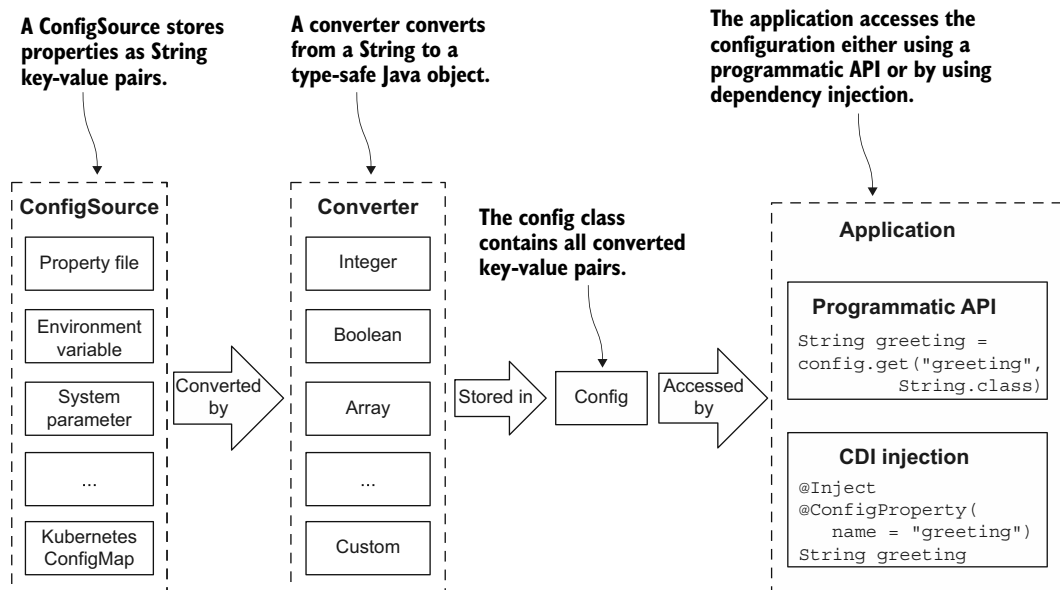 A ConfigSource stores
properties as String
key-value pairs.
A converter converts
from a String to a
type-safe Java object.
The application accesses the
configuration either using a
programmatic API or by using
dependency injection.
ConfigSource
Property file
Environment
variable
System
parameter
...
Kubernetes
ConfigMap
Converted
by
Converter
Integer
Boolean
Array
...
Custom
Stored in
The config class
contains all converted
key-value pairs.
Config
Accessed
by
Application
Programmatic API
String greeting =
config.get("greeting",
String.class)
CDI injection
@Inject
@ConfigProperty(
name = "greeting")
String greeting